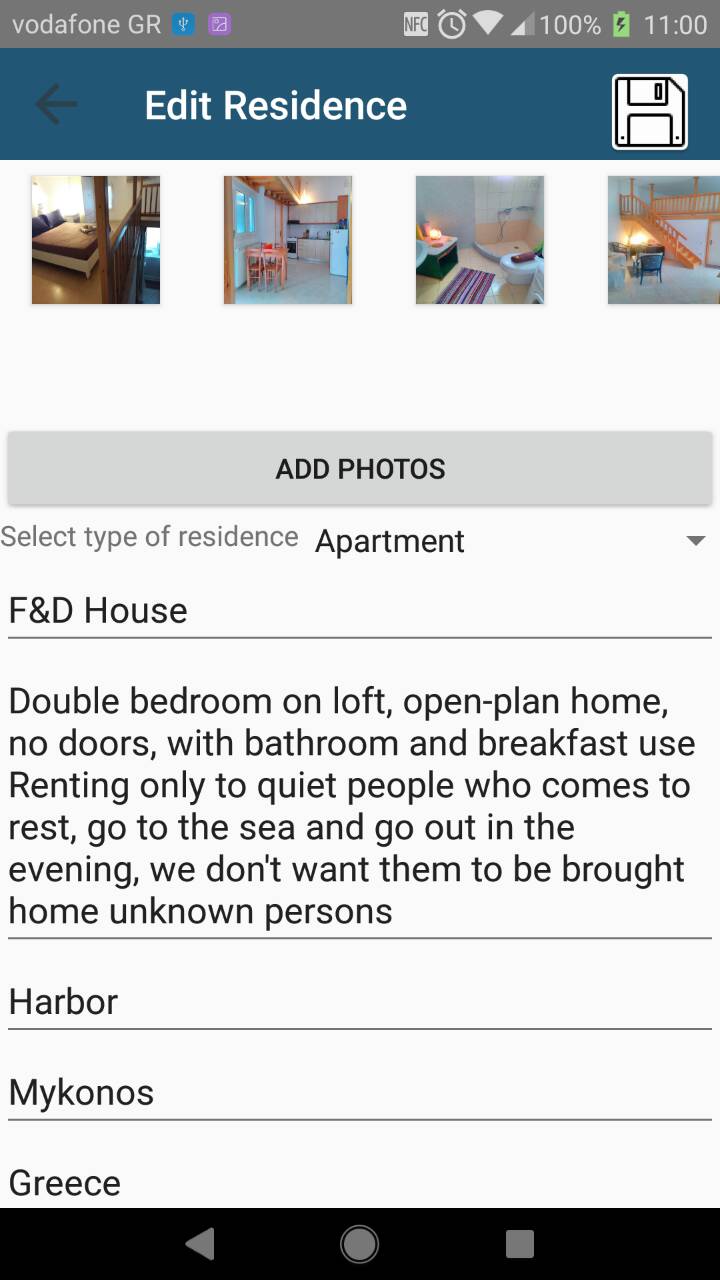 vodafone GR NFC 100% 11:00
Edit Residence
ADD PHOTOS
Select type of residence Apartment
F&D House
Double bedroom on loft, open-plan home,
no doors, with bathroom and breakfast use
Renting only to quiet people who comes to
rest, go to the sea and go out in the
evening, we don't want them to be brought
home unknown persons
Harbor
Mykonos
Greece